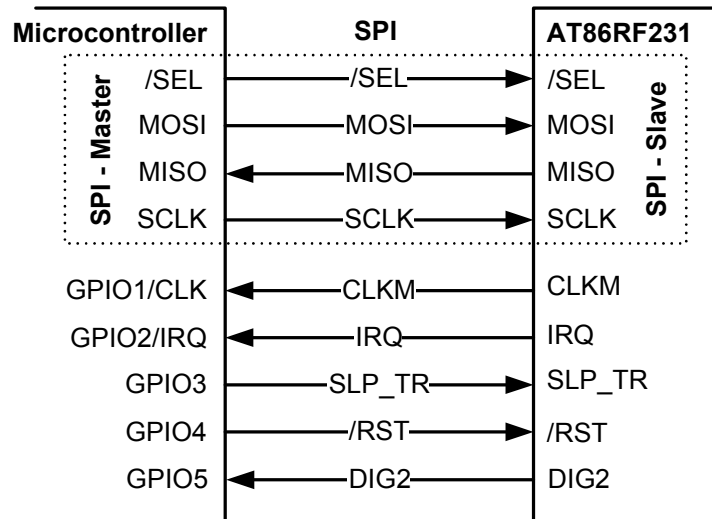 Microcontroller SPI AT86RF231
/SEL /SEL /SEL
MOSI MOSI MOSI
MISO MISO MISO
SCLK SCLK SCLK
SPI - Master
SPI - Slave
GPIO1/CLK CLKM CLKM
GPIO2/IRQ IRQ IRQ
GPIO3 SLP_TR SLP_TR
GPIO4 /RST /RST
GPIO5 DIG2 DIG2